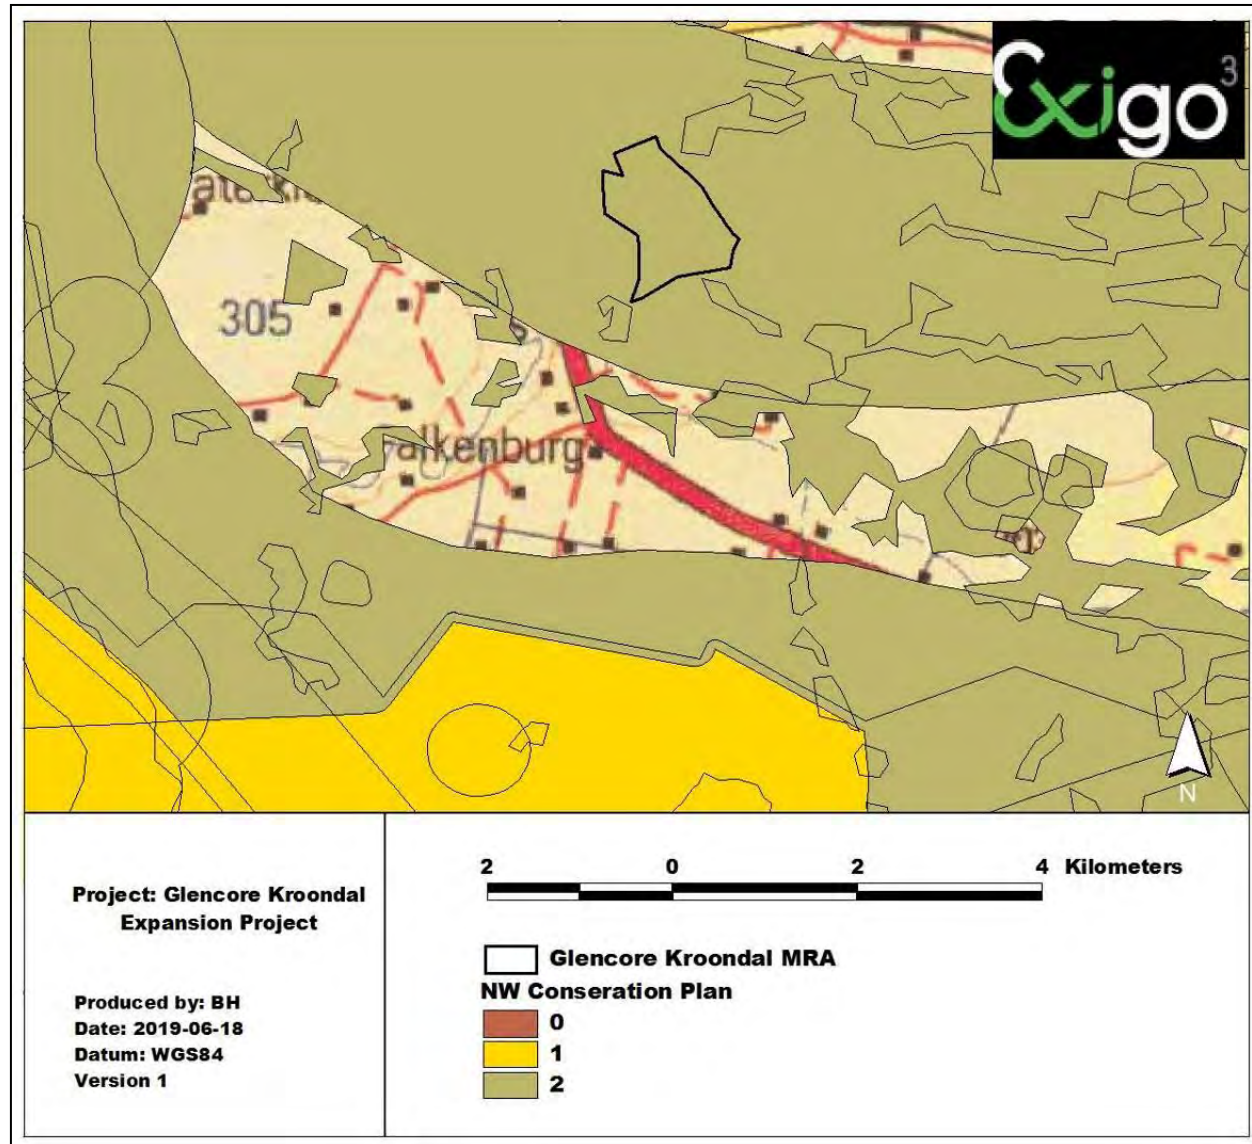 Exigo
3
305
alkenburg
2 0 2 4 Kilometers
Project: Glencore Kroondal
Expansion Project
Produced by: BH
Date: 2019-06-18
Datum: WGS84
Version 1
Glencore Kroondal MRA
NW Conseration Plan
0
1
2
N